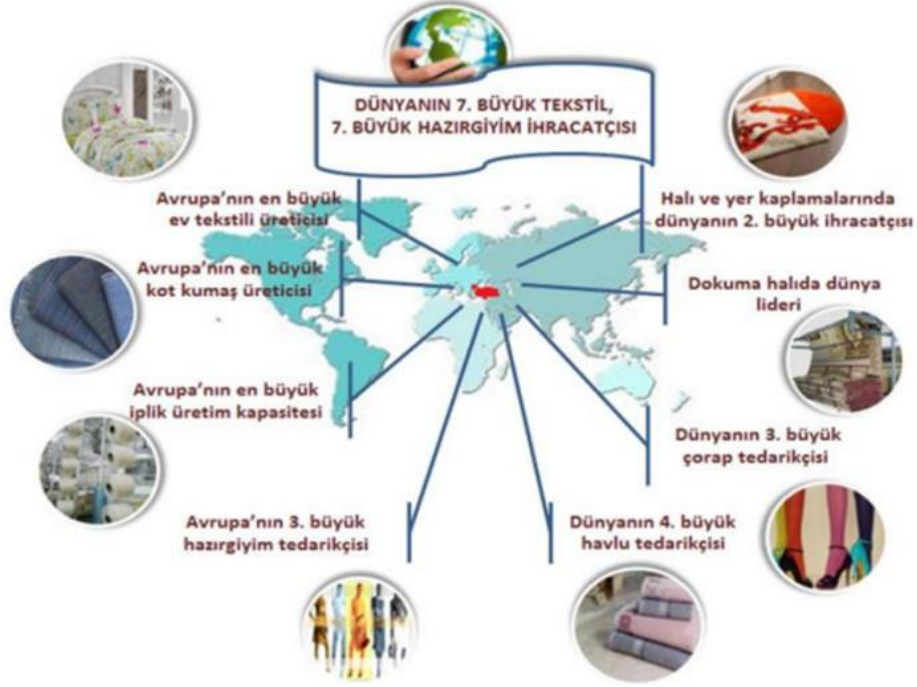 DÜNYANIN 7. BÜYÜK TEKSTİL,
7. BÜYÜK HAZIRGİYİM İHRACATÇISI
Avrupa’nın en büyük
ev tekstili üreticisi
Halı ve yer kaplamalarında
dünyanın 2. büyük ihracatçısı
Avrupa’nın en büyük
kot kumaş üreticisi
Dokuma halıda dünya
lideri
Avrupa’nın en büyük
iplik üretim kapasitesi
Dünyanın 3. büyük
çorap tedarikçisi
Avrupa’nın 3. büyük
hazırgiyim tedarikçisi
Dünyanın 4. büyük
havlu tedarikçisi